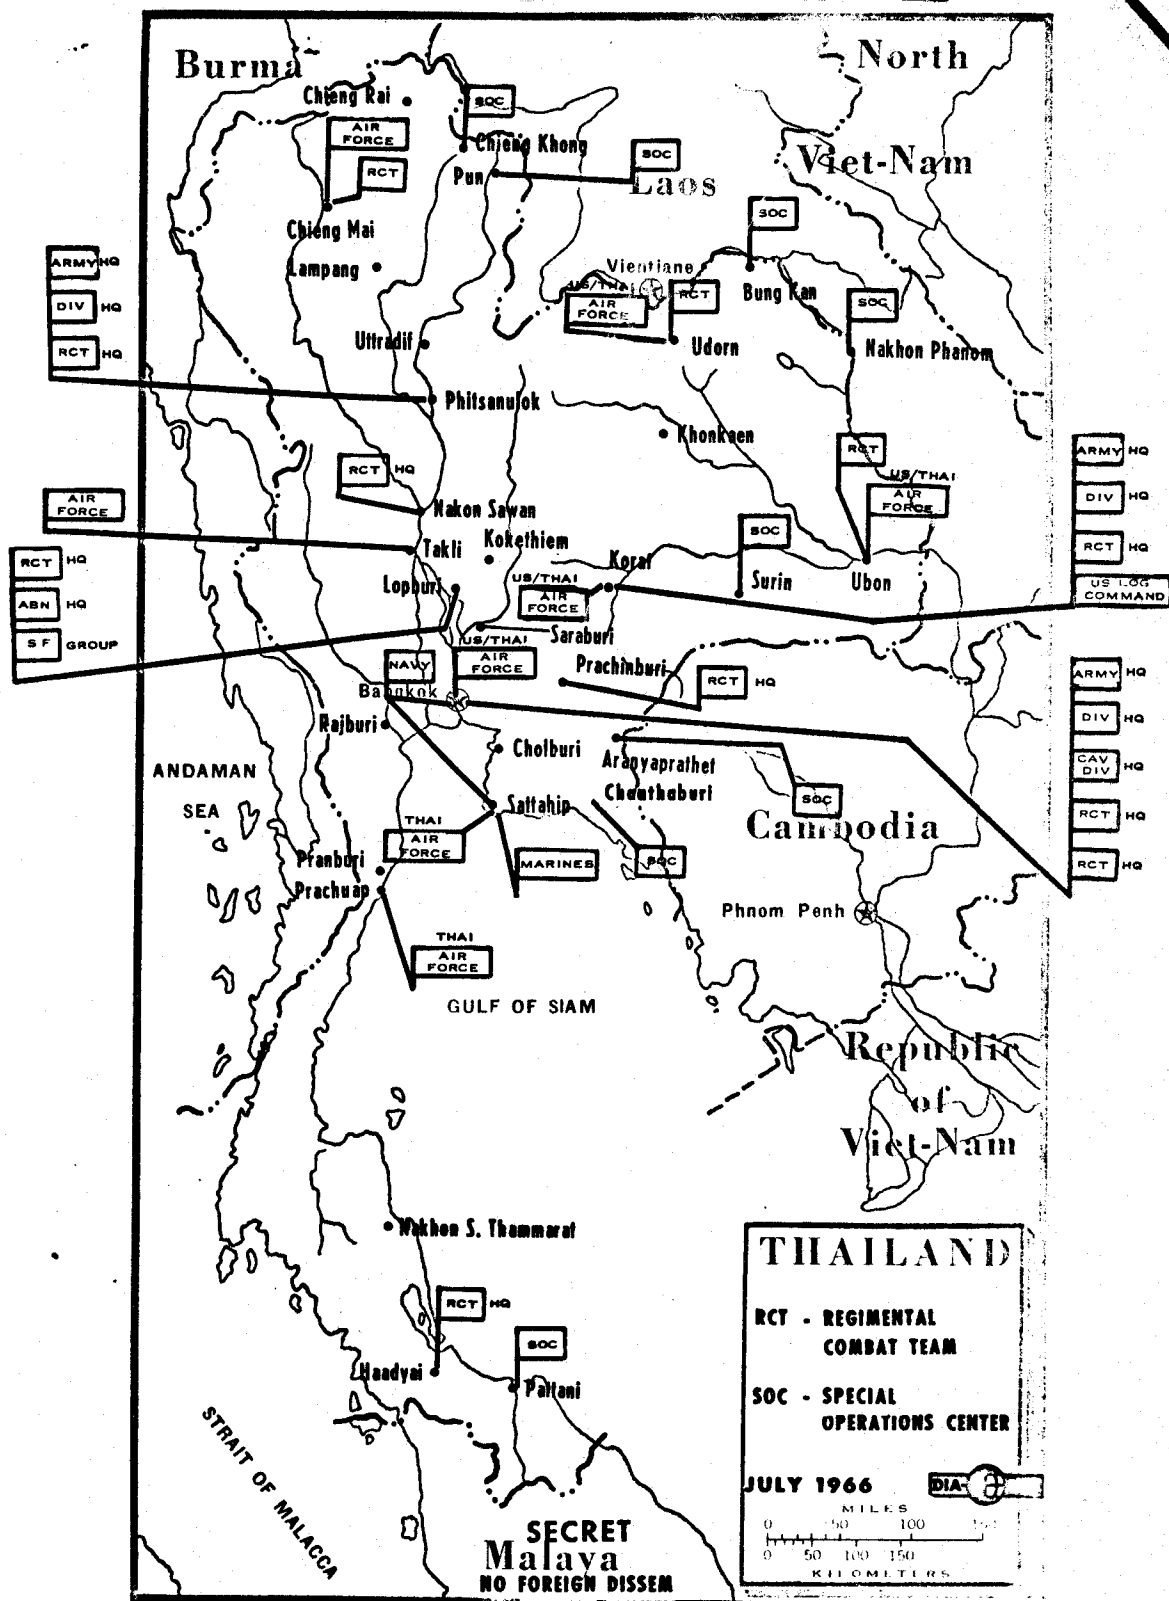 Burma
North
Chieng Rai
SOC
AIR
FORCE
Chieng Khong
SOC
Viet-Nam
RCT
Pun
Laos
SOC
Chieng Mai
ARMY HQ
Lampang
Vientiane
US/THAI
AIR
FORCE
RCT
Bung Kan
SOC
DIV HQ
RCT HQ
Uttradif
Udorn
Nakhon Phanom
Phitsanulok
Khonkaen
RCT
ARMY HQ
RCT HQ
US/THAI
AIR
FORCE
DIV HQ
AIR
FORCE
Nakon Sawan
SOC
Takli
Kokethiem
RCT HQ
RCT HQ
Korat
Lopburi
US/THAI
AIR
FORCE
Surin
Ubon
US LOG
COMMAND
ABN HQ
SF GROUP
Saraburi
US/THAI
AIR
FORCE
NAVY
Prachinburi
RCT HQ
ARMY HQ
Bangkok
DIV HQ
Rajburi
Cholburi
Aranyaprathet
CAV
DIV HQ
ANDAMAN
SEA
Chanthaburi
SOC
Sattahip
RCT HQ
THAI
AIR
FORCE
Cambodia
Pranburi
MARINES
SOC
RCT HQ
Prachuap
Phnom Penh
THAI
AIR
FORCE
GULF OF SIAM
Republic
of
Viet-Nam
Nakhon S. Thammarat
THAILAND
RCT HQ
RCT - REGIMENTAL
COMBAT TEAM
SOC
Haadyai
Pattani
SOC - SPECIAL
OPERATIONS CENTER
STRAIT OF MALACCA
JULY 1966
DIA
MILES
0 50 100 150
0 50 100 150
KILOMETERS
SECRET
Malaya
NO FOREIGN DISSEM